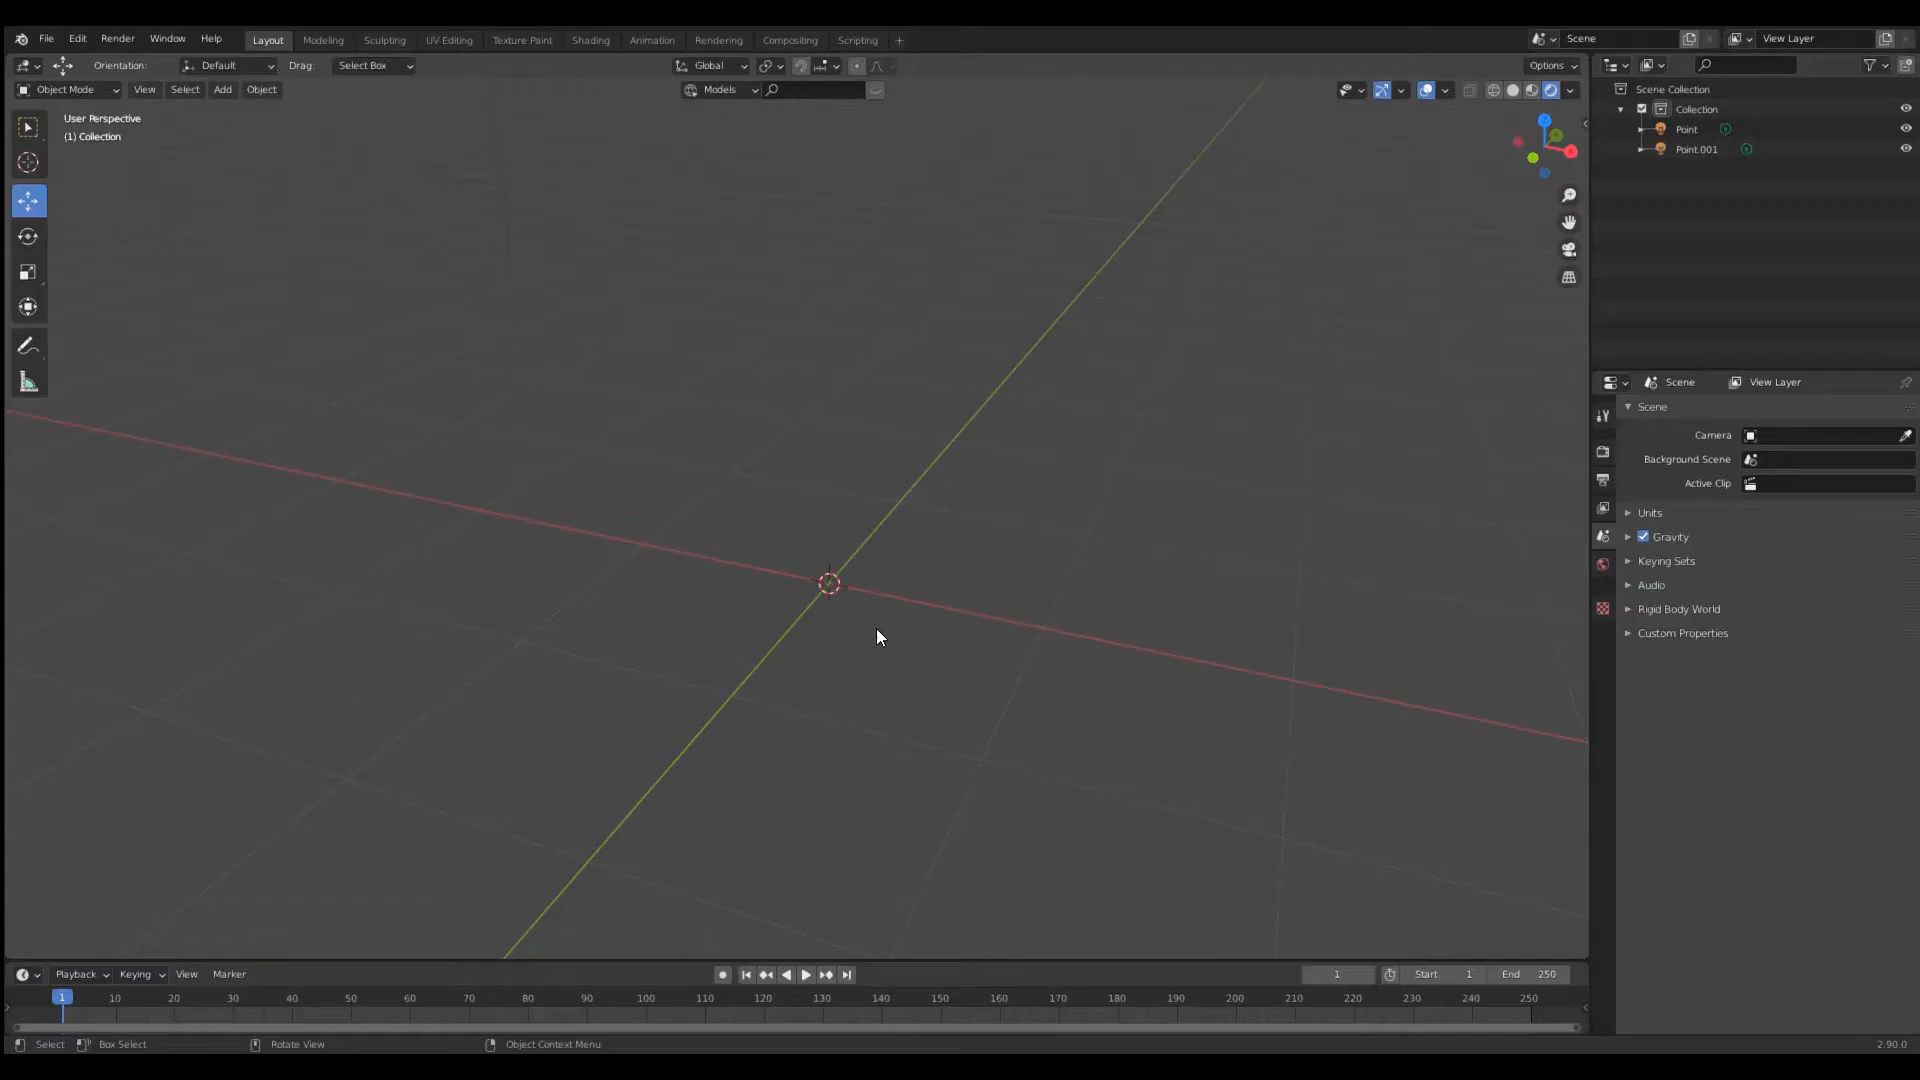 File Edit Render Window Help Layout Modeling Sculpting UV Editing Texture Paint Shading Animation Rendering Compositing Scripting + Scene View Layer
Orientation: Default Drag: Select Box Global Options
Object Mode View Select Add Object Models
User Perspective
(1) Collection
Scene Collection
Collection
Point
Point.001
Scene View Layer
Scene
Camera
Background Scene
Active Clip
Units
Gravity
Keying Sets
Audio
Rigid Body World
Custom Properties
Playback Keying View Marker 1 Start 1 End 250
1 10 20 30 40 50 60 70 80 90 100 110 120 130 140 150 160 170 180 190 200 210 220 230 240 250
Select Box Select Rotate View Object Context Menu 2.90.0